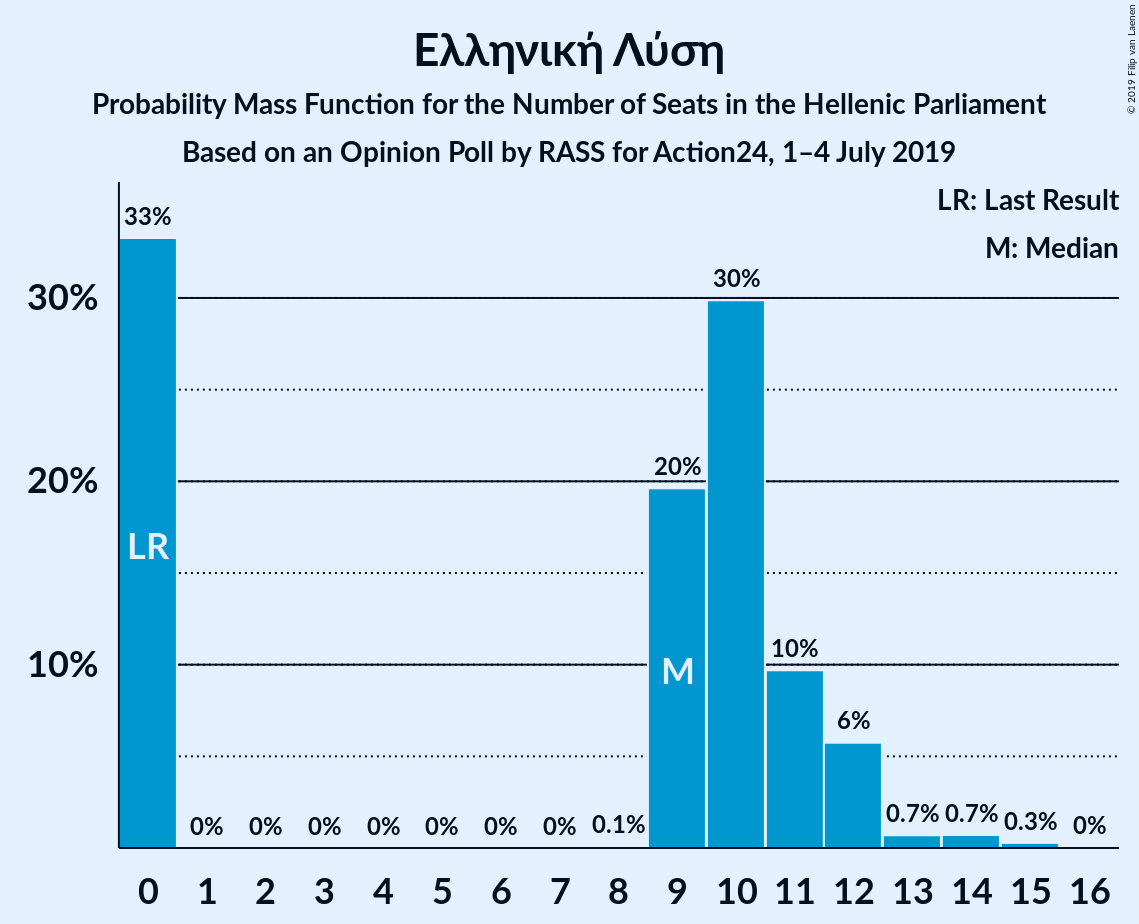 Ελληνική Λύση
Probability Mass Function for the Number of Seats in the Hellenic Parliament
Based on an Opinion Poll by RASS for Action24, 1–4 July 2019
© 2019 Filip van Laenen
LR: Last Result
M: Median
33%
30%
30%
20%
20%
LR
10%
10%
M
6%
0% 0% 0% 0% 0% 0% 0% 0.1% 0.7% 0.7% 0.3% 0%
0 1 2 3 4 5 6 7 8 9 10 11 12 13 14 15 16